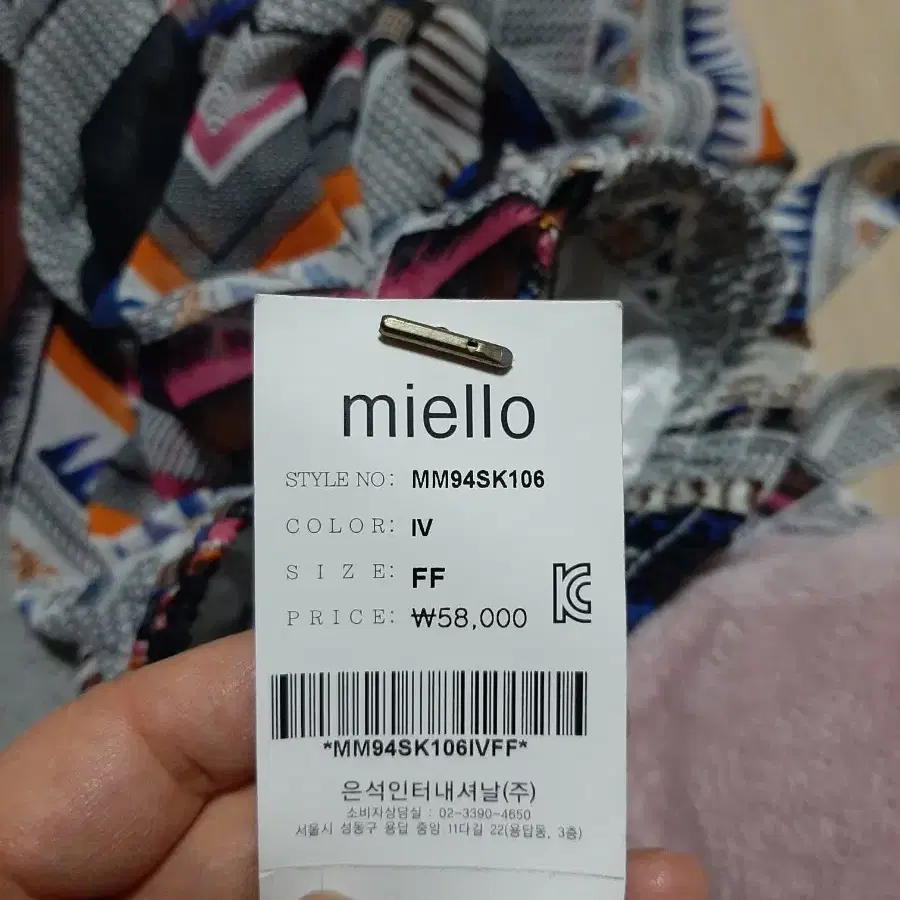 miello
STYLE NO: MM94SK106
COLOR: IV
SIZE: FF
PRICE: ₩58,000
KC
*MM94SK106IVFF*
은석인터내셔날(주)
소비자상담실 : 02-3390-4650
서울시 성동구 용답 중앙 11다길 22(용답동, 3층)